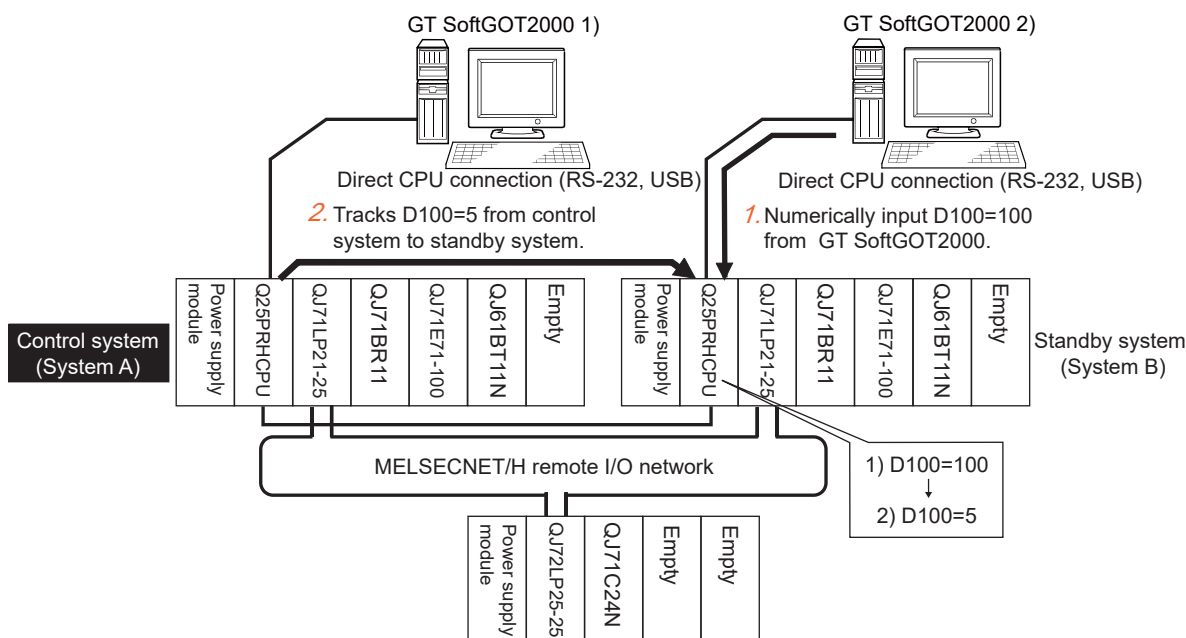 GT SoftGOT2000 1)
GT SoftGOT2000 2)
Direct CPU connection (RS-232, USB)
Direct CPU connection (RS-232, USB)
2. Tracks D100=5 from control
system to standby system.
1. Numerically input D100=100
from GT SoftGOT2000.
Control system
(System A)
Power supply
module
Q25PRHCPU
QJ71LP21-25
QJ71BR11
QJ71E71-100
QJ61BT11N
Empty
Power supply
module
Q25PRHCPU
QJ71LP21-25
QJ71BR11
QJ71E71-100
QJ61BT11N
Empty
Standby system
(System B)
MELSECNET/H remote I/O network
1) D100=100
↓
2) D100=5
Power supply
module
QJ72LP25-25
QJ71C24N
Empty
Empty